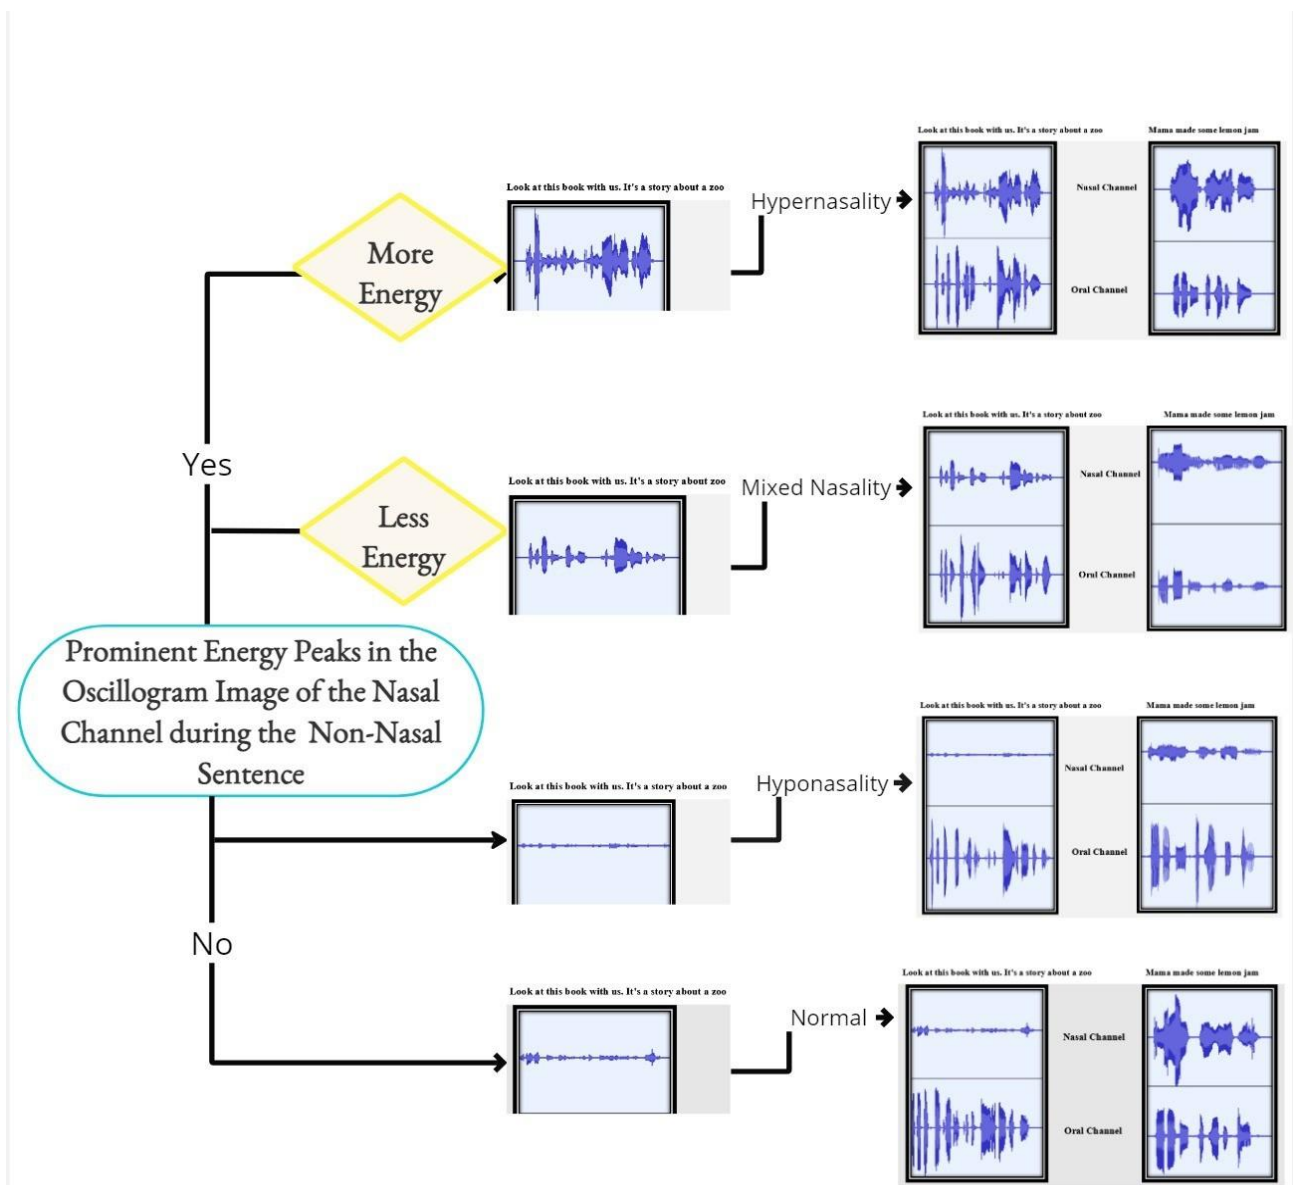 Look at this book with us. It's a story about a zoo
Mama made some lemon jam
More
Energy
Look at this book with us. It's a story about a zoo
Hypernasality
Nasal Channel
Oral Channel
Yes
Less
Energy
Look at this book with us. It's a story about zoo
Mixed Nasality
Look at this book with us. It's a story about zoo
Mama made some lemon jam
Nasal Channel
Oral Channel
Prominent Energy Peaks in the
Oscillogram Image of the Nasal
Channel during the Non-Nasal
Sentence
Look at this book with us. It's a story about a zoo
Hyponasality
Look at this book with us. It's a story about a zoo
Mama made some lemon jam
Nasal Channel
Oral Channel
No
Look at this book with us. It's a story about a zoo
Normal
Look at this book with us. It's a story about a zoo
Mama made some lemon jam
Nasal Channel
Oral Channel